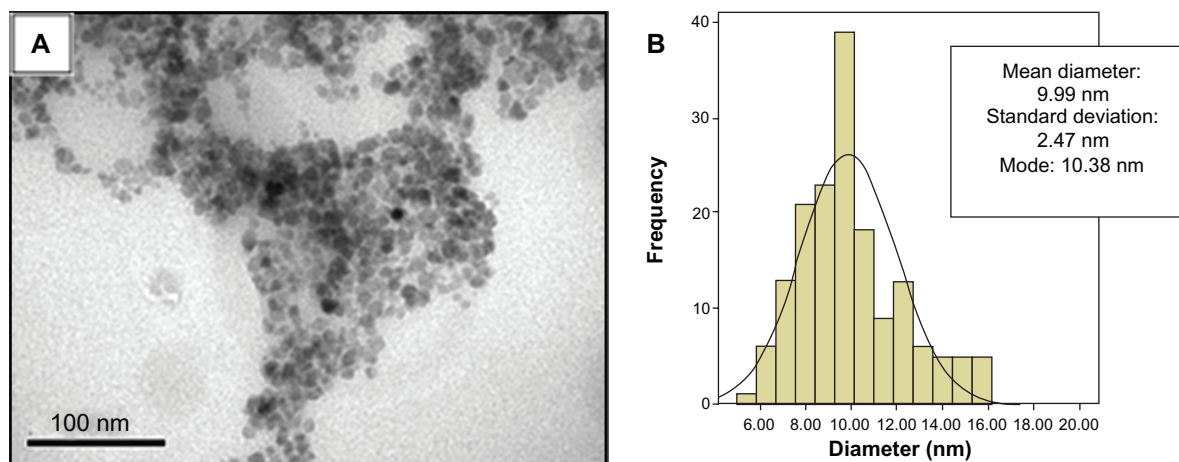 A
100 nm
B
Frequency
40
30
20
10
0
Mean diameter:
9.99 nm
Standard deviation:
2.47 nm
Mode: 10.38 nm
6.00 8.00 10.00 12.00 14.00 16.00 18.00 20.00
Diameter (nm)